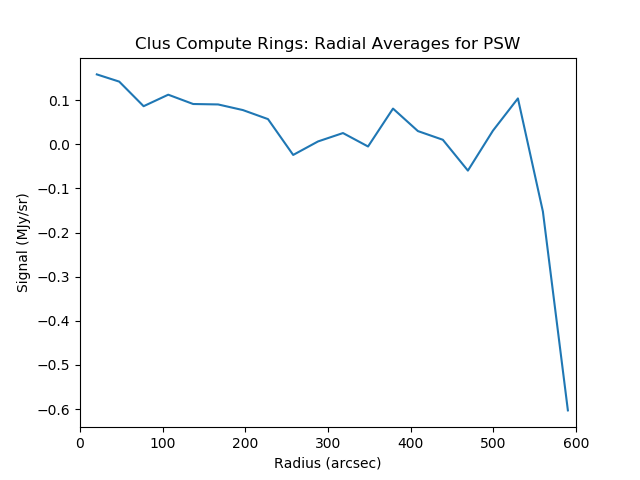 Clus Compute Rings: Radial Averages for PSW
Signal (MJy/sr)
0.1
0.0
−0.1
−0.2
−0.3
−0.4
−0.5
−0.6
0 100 200 300 400 500 600
Radius (arcsec)